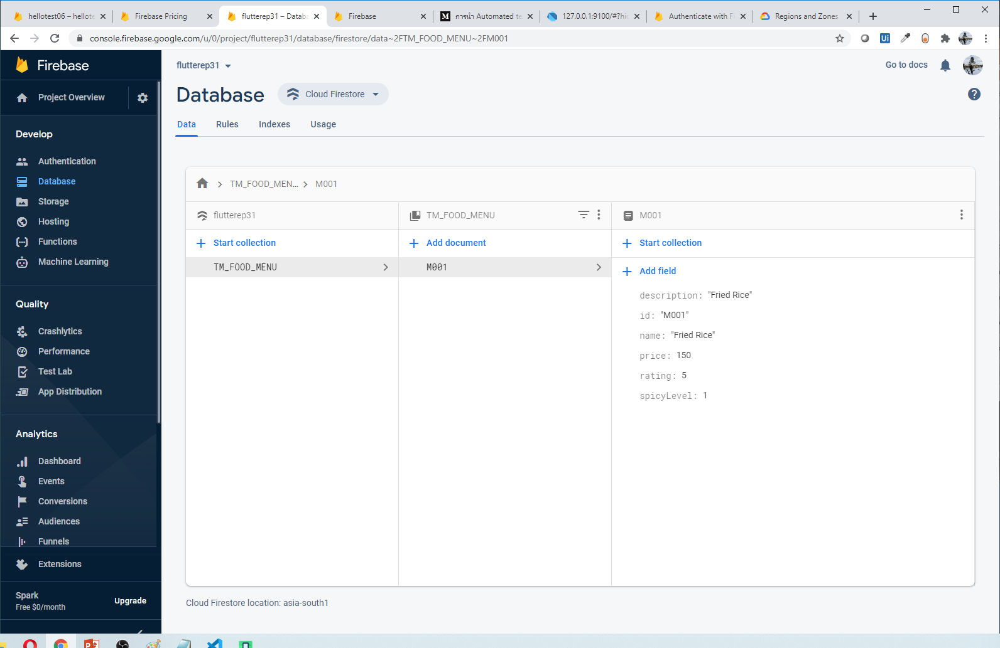 hellotest06 – hellote
Firebase Pricing
flutterep31 – Datab
Firebase
การนำ Automated te
127.0.0.1:9100/#?hid
Authenticate with Fi
Regions and Zones
console.firebase.google.com/u/0/project/flutterep31/database/firestore/data~2FTM_FOOD_MENU~2FM001
Ui
Firebase
flutterep31
Go to docs
Project Overview
Database
Cloud Firestore
Data
Rules
Indexes
Usage
Develop
Authentication
Database
Storage
Hosting
Functions
Machine Learning
Quality
Crashlytics
Performance
Test Lab
App Distribution
Analytics
Dashboard
Events
Conversions
Audiences
Funnels
Extensions
Spark
Free $0/month
Upgrade
TM_FOOD_MEN...
M001
flutterep31
Start collection
TM_FOOD_MENU
TM_FOOD_MENU
Add document
M001
M001
Start collection
Add field
description: "Fried Rice"
id: "M001"
name: "Fried Rice"
price: 150
rating: 5
spicyLevel: 1
Cloud Firestore location: asia-south1